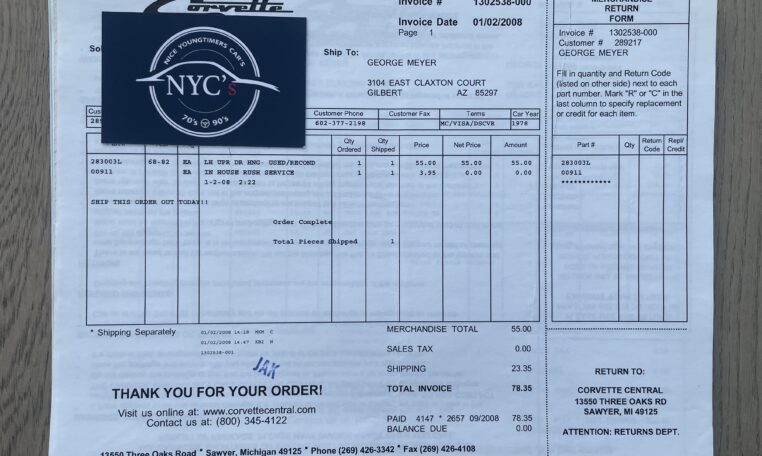 Corvette
Invoice # 1302538-000
Invoice Date 01/02/2008
Page 1
Ship To:
GEORGE MEYER
3104 EAST CLAXTON COURT
GILBERT AZ 85297
NICE YOUNGTIMERS CAR'S
NYC's
70's 90's
Customer Phone Customer Fax Terms Car Year
602-377-2198 MC/VISA/DSCVR 1978
Qty Ordered Qty Shipped Price Net Price Amount
283003L 68-82 EA LH UPR DR HNG- USED/RECOND 1 1 55.00 55.00 55.00
00911 EA IN HOUSE RUSH SERVICE 1 1 3.95 0.00 0.00
1-2-08 2:22
SHIP THIS ORDER OUT TODAY!!
Order Complete
Total Pieces Shipped 1
* Shipping Separately
01/02/2008 14:18 MKM C
01/02/2008 14:47 KB2 N
1302538-001
JAK
MERCHANDISE TOTAL 55.00
SALES TAX 0.00
SHIPPING 23.35
TOTAL INVOICE 78.35
PAID 4147 * 2657 09/2008 78.35
BALANCE DUE 0.00
THANK YOU FOR YOUR ORDER!
Visit us online at: www.corvettecentral.com
Contact us at: (800) 345-4122
13550 Three Oaks Road * Sawyer, Michigan 49125 * Phone (269) 426-3342 * Fax (269) 426-4108
MERCHANDISE
RETURN
FORM
Invoice # 1302538-000
Customer # 289217
GEORGE MEYER
Fill in quantity and Return Code
(listed on other side) next to each
part number. Mark "R" or "C" in the
last column to specify replacement
or credit for each item.
Part # Qty Return Code Repl/ Credit
283003L
00911
************
RETURN TO:
CORVETTE CENTRAL
13550 THREE OAKS RD
SAWYER, MI 49125
ATTENTION: RETURNS DEPT.